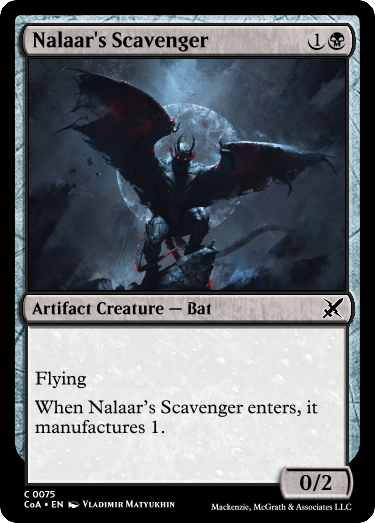 Nalaar's Scavenger 1
Artifact Creature — Bat
Flying
When Nalaar's Scavenger enters, it
manufactures 1.
0/2
C 0075
CoA • EN Vladimir Matyukhin
Mackenzie, McGrath & Associates LLC